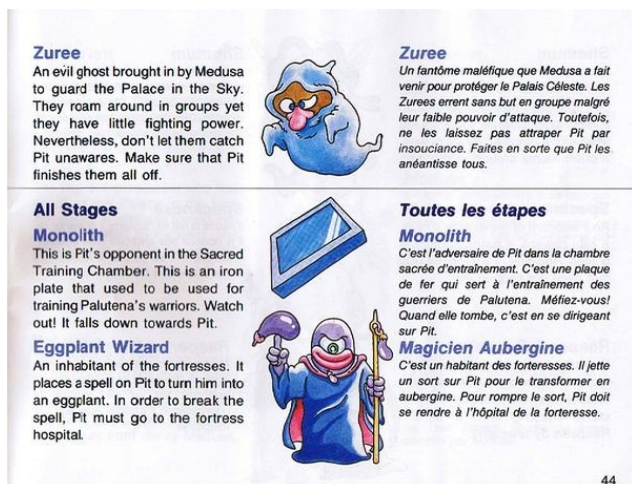 Zuree
An evil ghost brought in by Medusa
to guard the Palace in the Sky.
They roam around in groups yet
they have little fighting power.
Nevertheless, don't let them catch
Pit unawares. Make sure that Pit
finishes them all off.
Zuree
Un fantôme maléfique que Medusa a fait
venir pour protéger le Palais Céleste. Les
Zurees errent sans but en groupe malgré
leur faible pouvoir d'attaque. Toutefois,
ne les laissez pas attraper Pit par
insouciance. Faites en sorte que Pit les
anéantisse tous.
All Stages
Monolith
This is Pit's opponent in the Sacred
Training Chamber. This is an iron
plate that used to be used for
training Palutena's warriors. Watch
out! It falls down towards Pit.
Eggplant Wizard
An inhabitant of the fortresses. It
places a spell on Pit to turn him into
an eggplant. In order to break the
spell, Pit must go to the fortress
hospital.
Toutes les étapes
Monolith
C'est l'adversaire de Pit dans la chambre
sacrée d'entraînement. C'est une plaque
de fer qui sert à l'entraînement des
guerriers de Palutena. Méfiez-vous!
Quand elle tombe, c'est en se dirigeant
sur Pit.
Magicien Aubergine
C'est un habitant des forteresses. Il jette
un sort sur Pit pour le transformer en
aubergine. Pour rompre le sort, Pit doit
se rendre à l'hôpital de la forteresse.
44